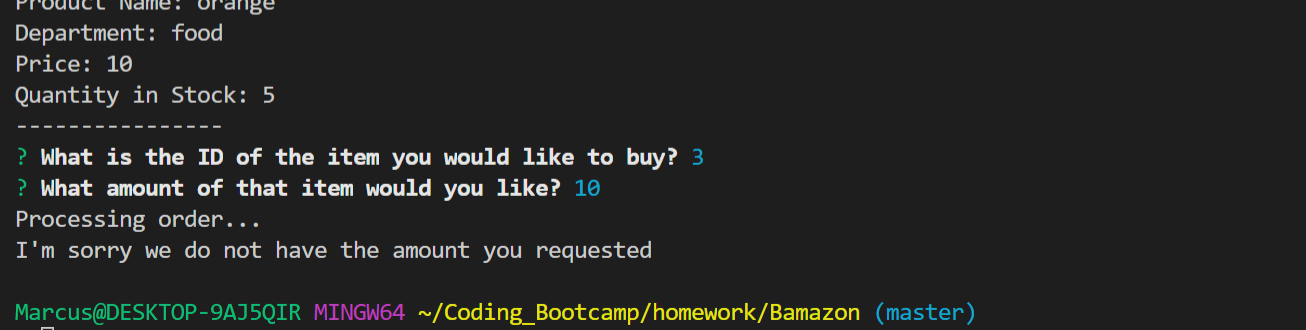 Product Name: orange
Department: food
Price: 10
Quantity in Stock: 5
----------------
? What is the ID of the item you would like to buy? 3
? What amount of that item would you like? 10
Processing order...
I'm sorry we do not have the amount you requested
Marcus@DESKTOP-9AJ5QIR MINGW64 ~/Coding_Bootcamp/homework/Bamazon (master)